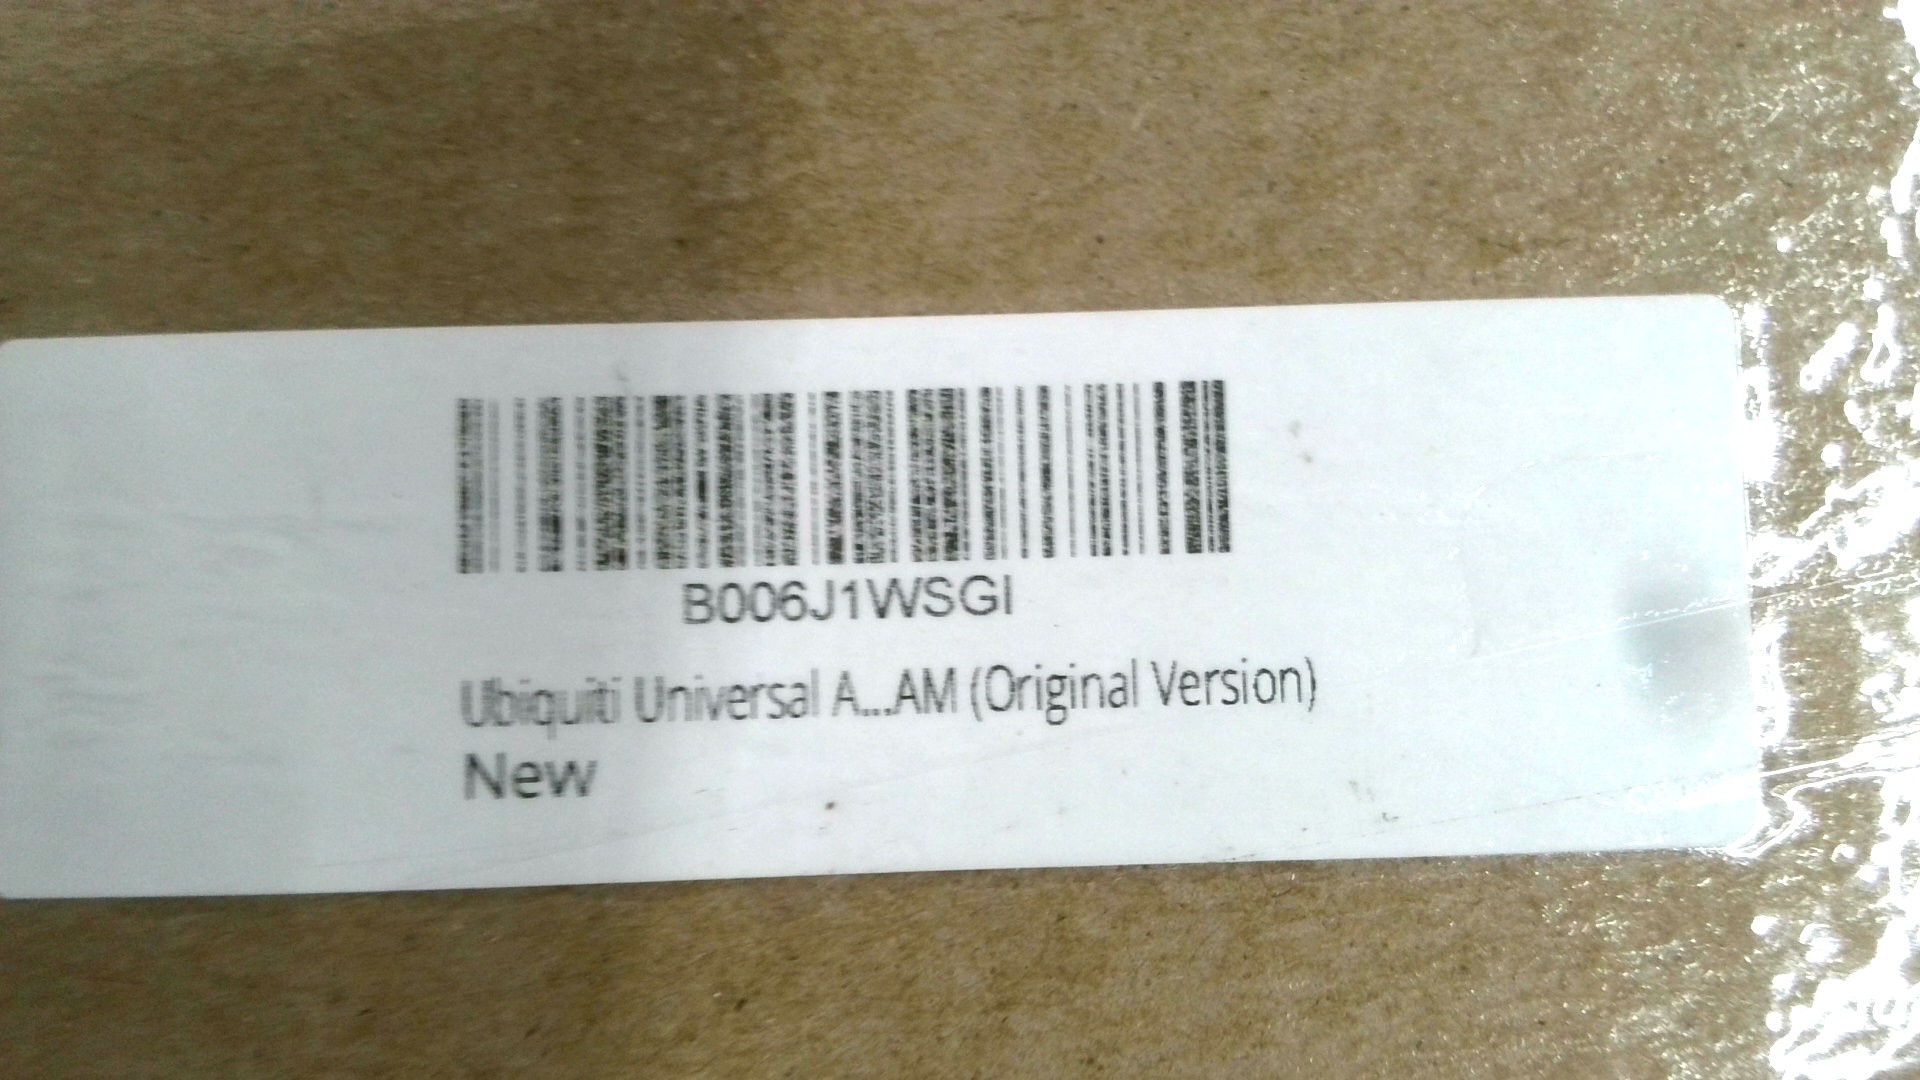 B006J1WSGI
Ubiquiti Universal A...AM (Original Version)
New